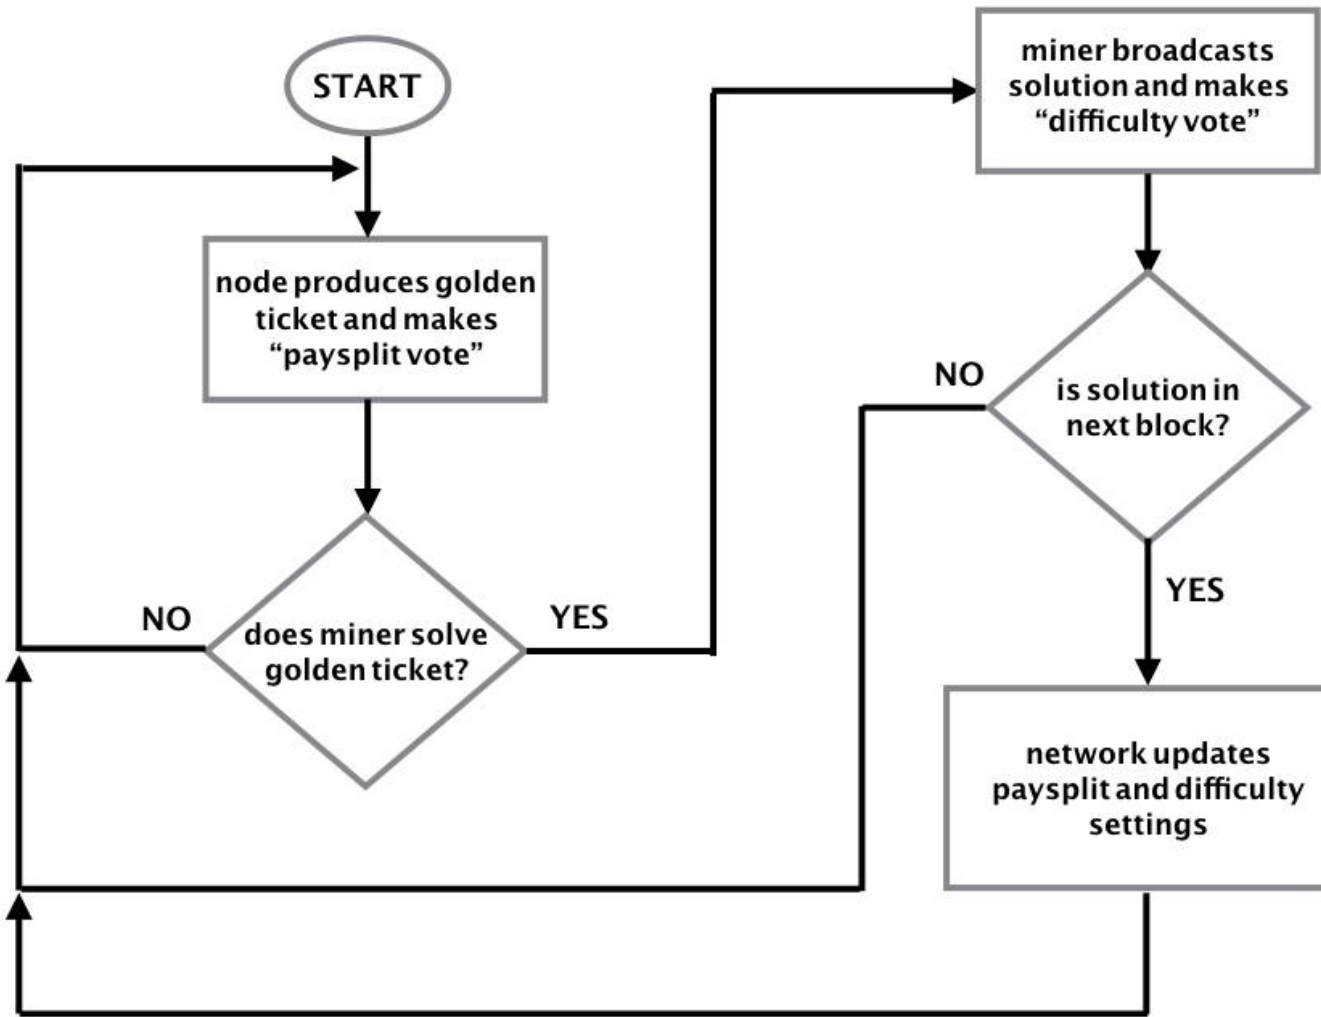 START
node produces golden
ticket and makes
“paysplit vote”
does miner solve
golden ticket?
NO
YES
miner broadcasts
solution and makes
“difficulty vote”
is solution in
next block?
NO
YES
network updates
paysplit and difficulty
settings